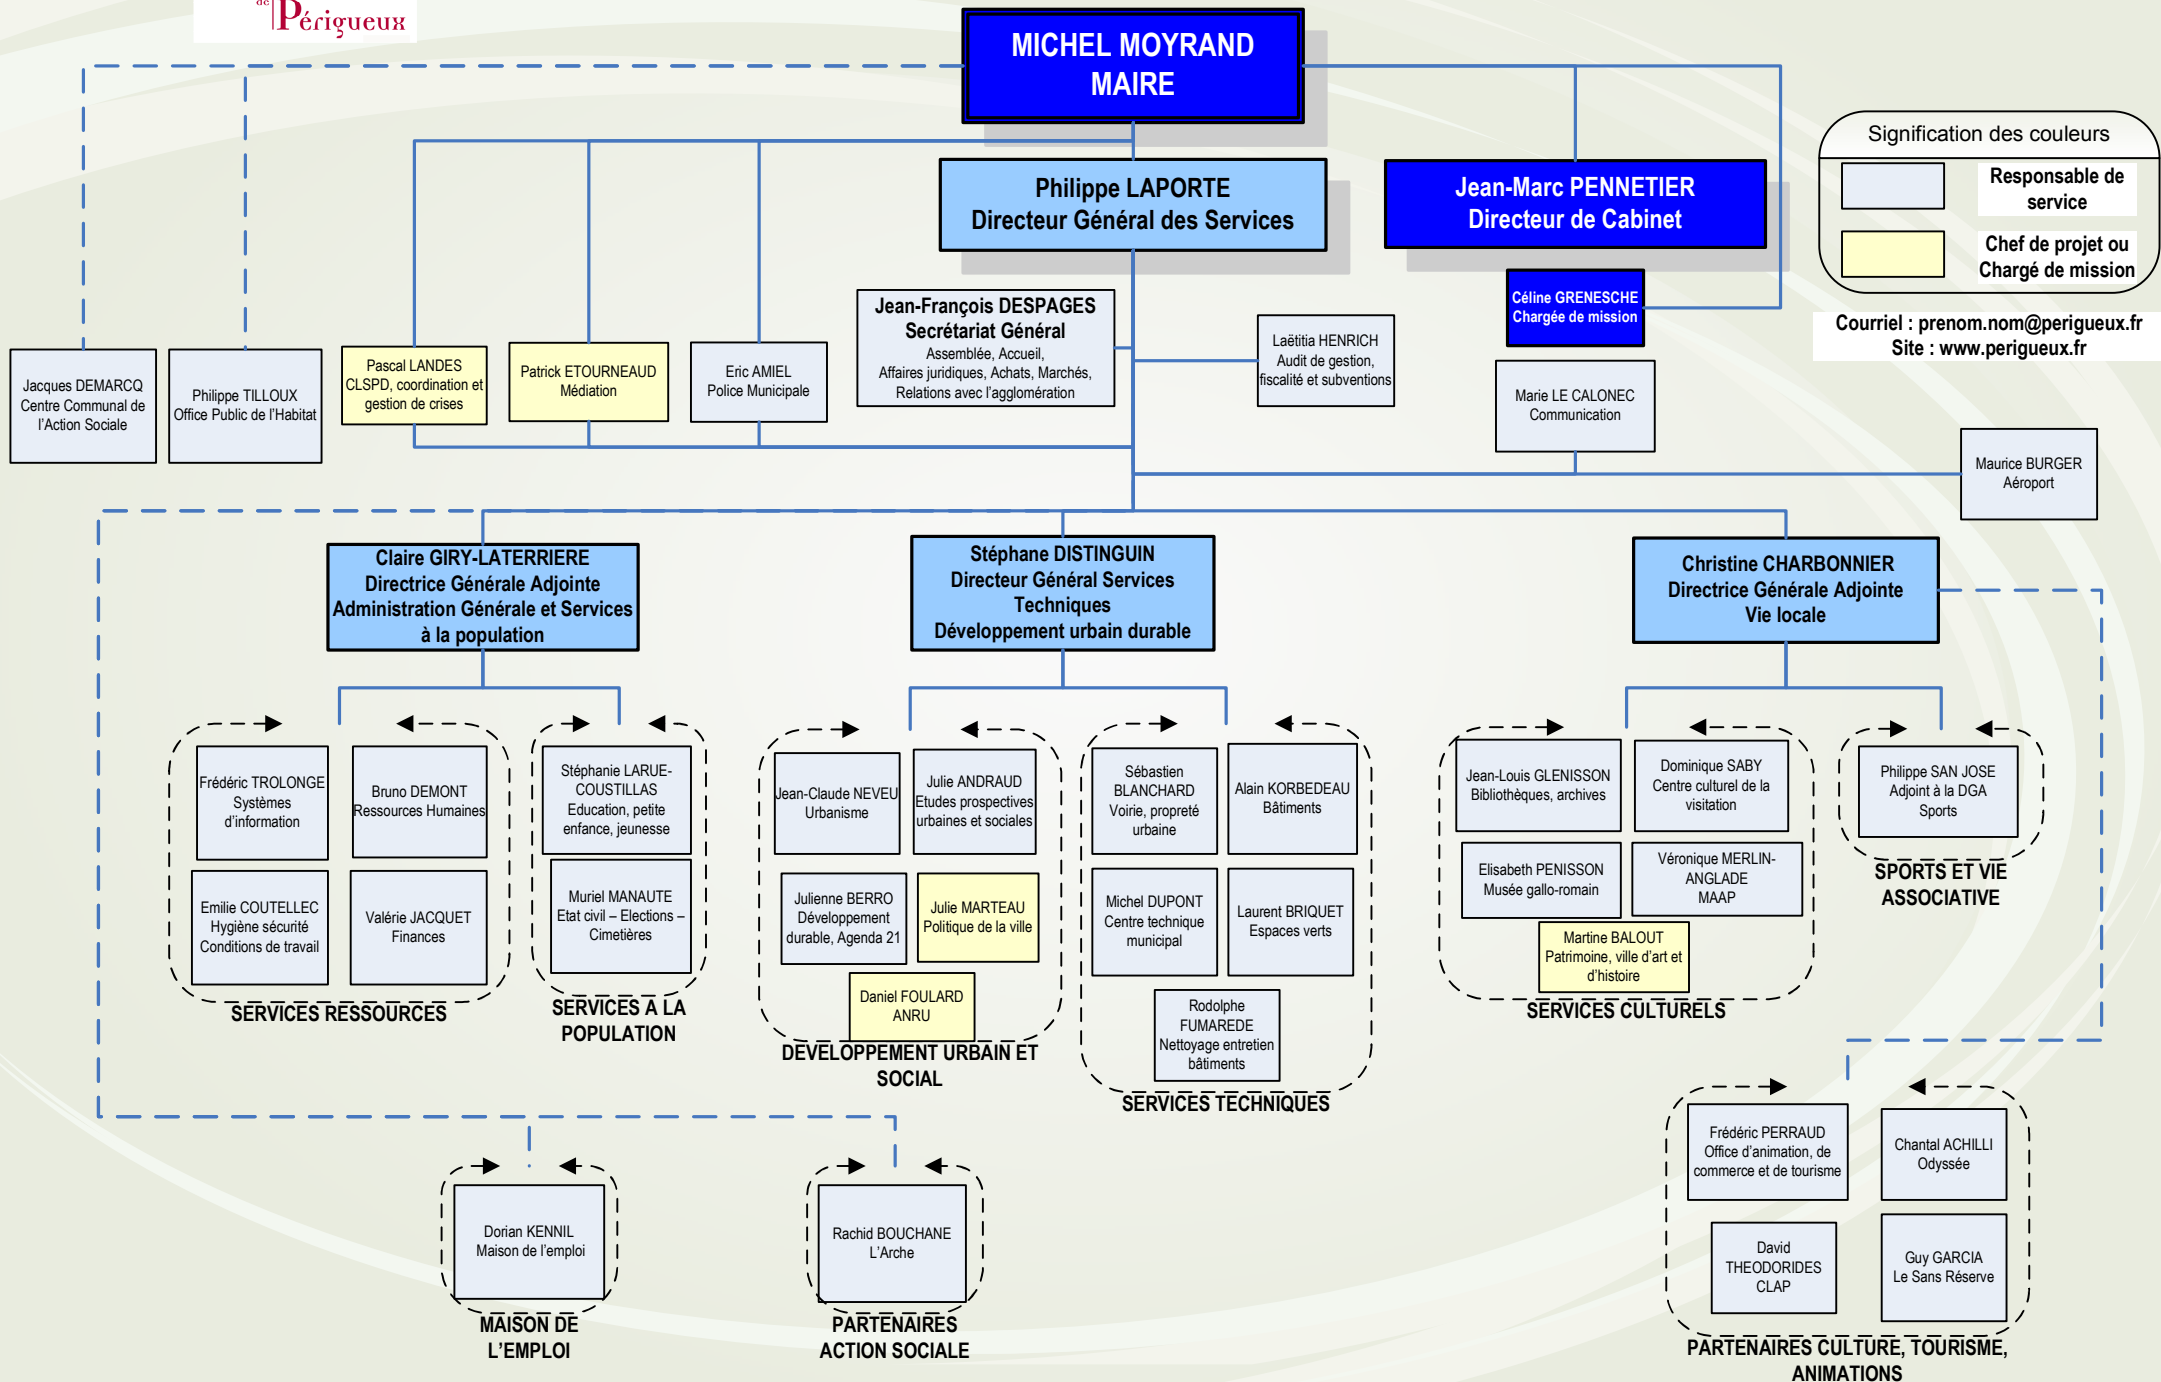 de Périgueux
MICHEL MOYRAND
MAIRE
Philippe LAPORTE
Directeur Général des Services
Jean-Marc PENNETIER
Directeur de Cabinet
Signification des couleurs
Responsable de
service
Chef de projet ou
Chargé de mission
Courriel : prenom.nom@perigueux.fr
Site : www.perigueux.fr
Céline GRENESCHE
Chargée de mission
Jean-François DESPAGES
Secrétariat Général
Assemblée, Accueil,
Affaires juridiques, Achats, Marchés,
Relations avec l’agglomération
Laëtitia HENRICH
Audit de gestion,
fiscalité et subventions
Jacques DEMARCQ
Centre Communal de
l’Action Sociale
Philippe TILLOUX
Office Public de l’Habitat
Pascal LANDES
CLSPD, coordination et
gestion de crises
Patrick ETOURNEAUD
Médiation
Eric AMIEL
Police Municipale
Marie LE CALONEC
Communication
Maurice BURGER
Aéroport
Claire GIRY-LATERRIERE
Directrice Générale Adjointe
Administration Générale et Services
à la population
Stéphane DISTINGUIN
Directeur Général Services
Techniques
Développement urbain durable
Christine CHARBONNIER
Directrice Générale Adjointe
Vie locale
Frédéric TROLONGE
Systèmes
d’information
Bruno DEMONT
Ressources Humaines
Emilie COUTELLEC
Hygiène sécurité
Conditions de travail
Valérie JACQUET
Finances
SERVICES RESSOURCES
Stéphanie LARUE-
COUSTILLAS
Education, petite
enfance, jeunesse
Muriel MANAUTE
Etat civil – Elections –
Cimetières
SERVICES A LA
POPULATION
Jean-Claude NEVEU
Urbanisme
Julie ANDRAUD
Etudes prospectives
urbaines et sociales
Julienne BERRO
Développement
durable, Agenda 21
Julie MARTEAU
Politique de la ville
Daniel FOULARD
ANRU
DEVELOPPEMENT URBAIN ET
SOCIAL
Sébastien
BLANCHARD
Voirie, propreté
urbaine
Alain KORBEDEAU
Bâtiments
Michel DUPONT
Centre technique
municipal
Laurent BRIQUET
Espaces verts
Rodolphe
FUMAREDE
Nettoyage entretien
bâtiments
SERVICES TECHNIQUES
Jean-Louis GLENISSON
Bibliothèques, archives
Dominique SABY
Centre culturel de la
visitation
Elisabeth PENISSON
Musée gallo-romain
Véronique MERLIN-
ANGLADE
MAAP
Martine BALOUT
Patrimoine, ville d’art et
d’histoire
SERVICES CULTURELS
Philippe SAN JOSE
Adjoint à la DGA
Sports
SPORTS ET VIE
ASSOCIATIVE
Dorian KENNIL
Maison de l’emploi
MAISON DE
L’EMPLOI
Rachid BOUCHANE
L’Arche
PARTENAIRES
ACTION SOCIALE
Frédéric PERRAUD
Office d’animation, de
commerce et de tourisme
Chantal ACHILLI
Odyssée
David
THEODORIDES
CLAP
Guy GARCIA
Le Sans Réserve
PARTENAIRES CULTURE, TOURISME,
ANIMATIONS